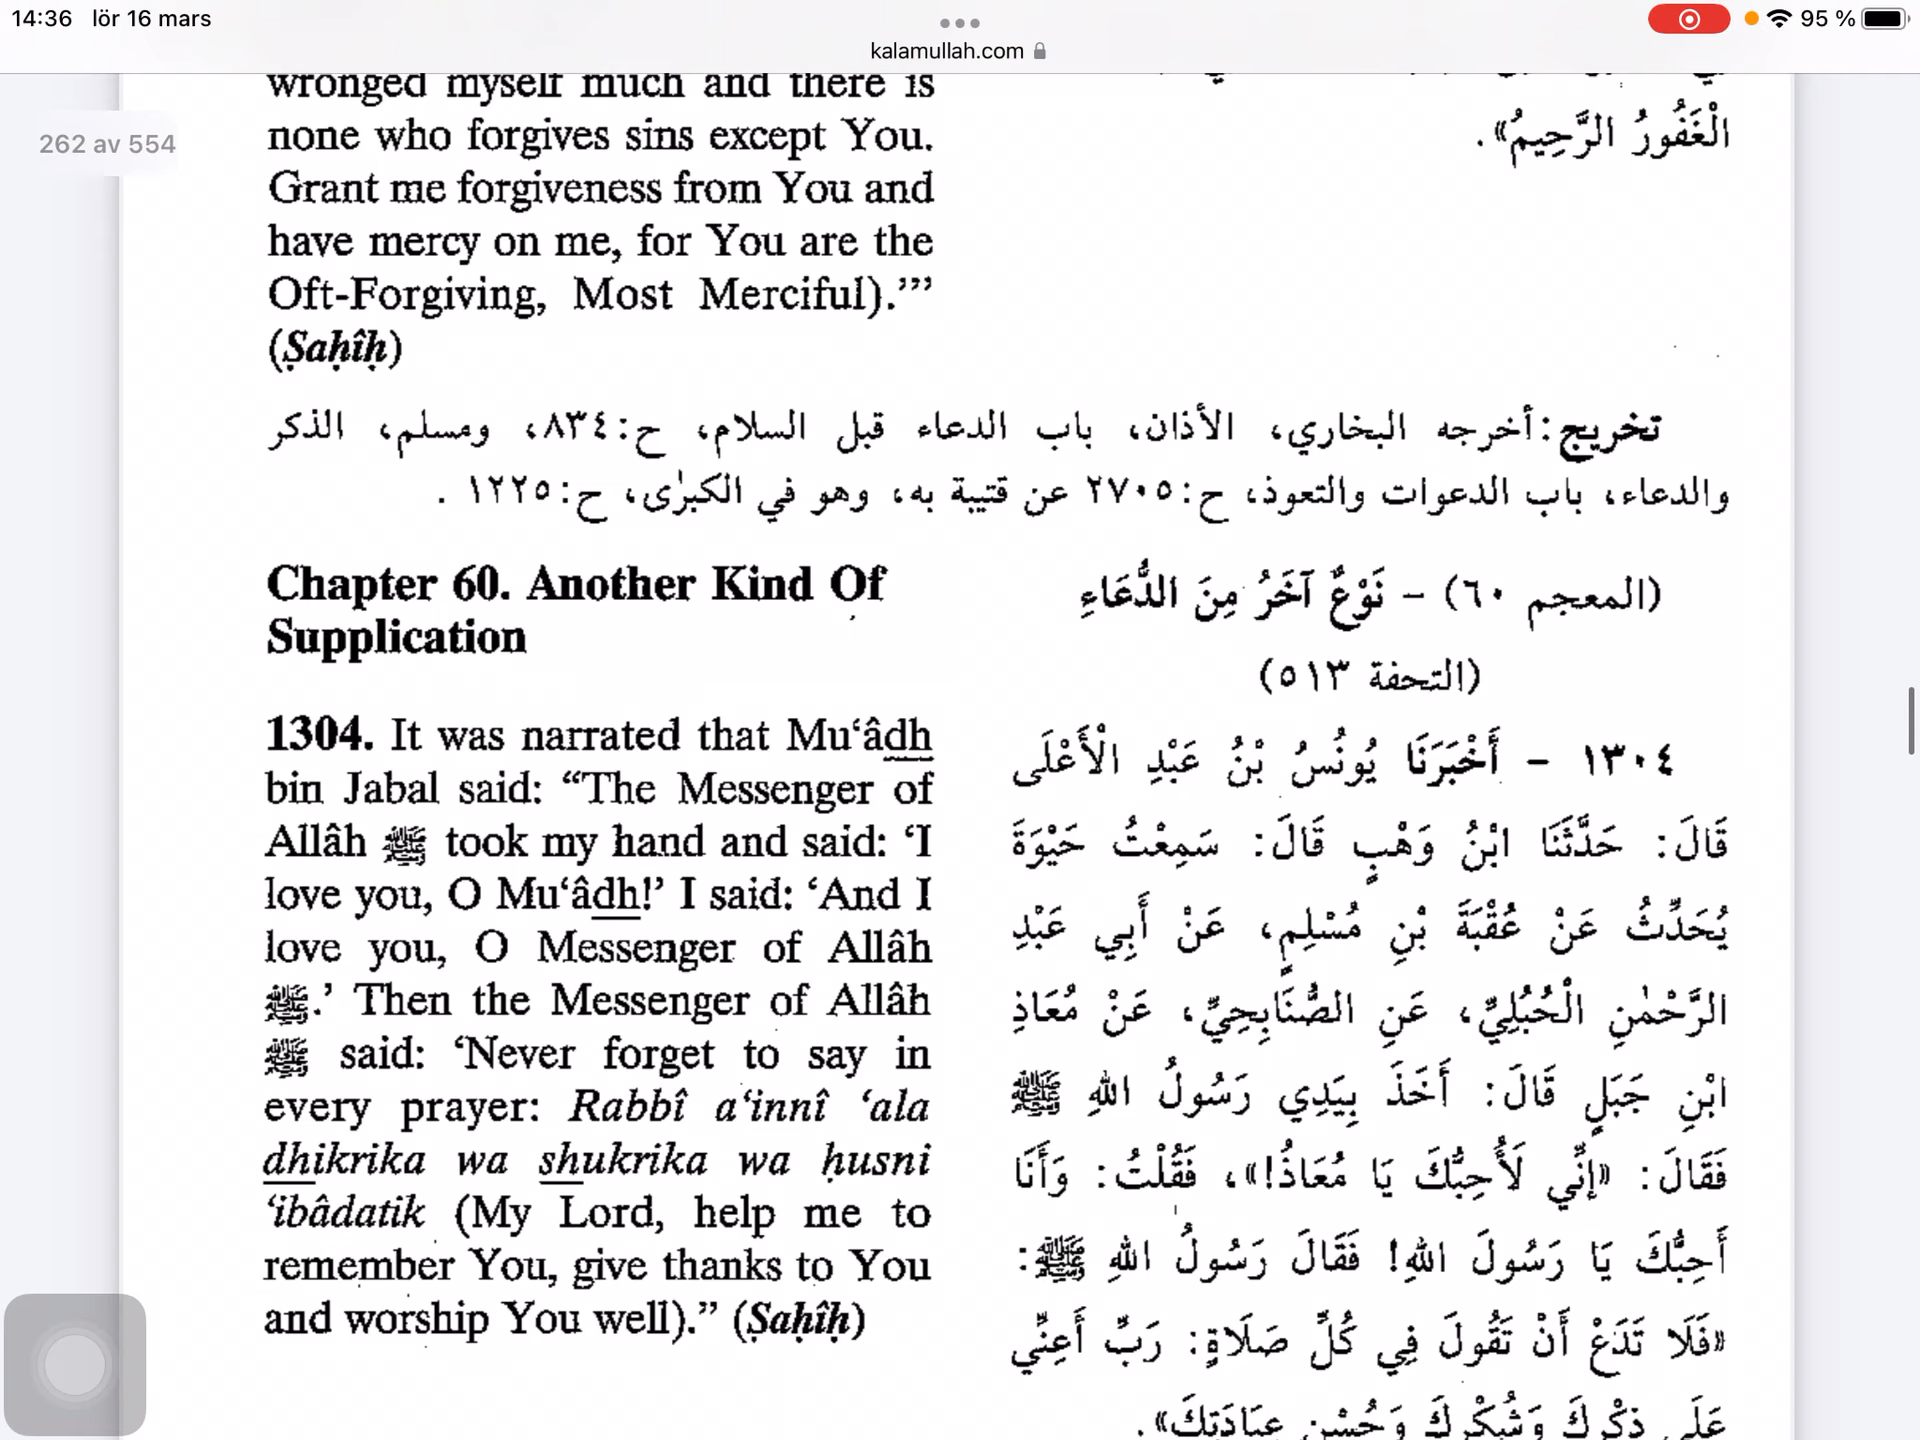 14:36 lör 16 mars
95 %
kalamullah.com
262 av 554
wronged myself much and there is
none who forgives sins except You.
Grant me forgiveness from You and
have mercy on me, for You are the
Oft-Forgiving, Most Merciful).’”
(Ṣaḥîḥ)
الْغَفُورُ الرَّحِيمُ».
تخريج: أخرجه البخاري، الأذان، باب الدعاء قبل السلام، ح:٨٣٤، ومسلم، الذكر
والدعاء، باب الدعوات والتعوذ، ح:٢٧٠٥ عن قتيبة به، وهو في الكبرٰى، ح:١٢٢٥ .
Chapter 60. Another Kind Of
Supplication
(المعجم ٦٠) - نَوْعٌ آخَرُ مِنَ الدُّعَاءِ
(التحفة ٥١٣)
1304. It was narrated that Mu‘âdh
bin Jabal said: “The Messenger of
Allâh ﷺ took my hand and said: ‘I
love you, O Mu‘âdh!’ I said: ‘And I
love you, O Messenger of Allâh
ﷺ.’ Then the Messenger of Allâh
ﷺ said: ‘Never forget to say in
every prayer: Rabbî a‘innî ‘ala
dhikrika wa shukrika wa ḥusni
‘ibâdatik (My Lord, help me to
remember You, give thanks to You
and worship You well).” (Ṣaḥîḥ)
١٣٠٤ - أَخْبَرَنَا يُونُسُ بْنُ عَبْدِ الْأَعْلَى
قَالَ: حَدَّثَنَا ابْنُ وَهْبٍ قَالَ: سَمِعْتُ حَيْوَةَ
يُحَدِّثُ عَنْ عُقْبَةَ بْنِ مُسْلِمٍ، عَنْ أَبِي عَبْدِ
الرَّحْمٰنِ الْحُبُلِيِّ، عَنِ الصُّنَابِحِيِّ، عَنْ مُعَاذِ
ابْنِ جَبَلٍ قَالَ: أَخَذَ بِيَدِي رَسُولُ اللهِ ﷺ
فَقَالَ: «إِنِّي لَأُحِبُّكَ يَا مُعَاذُ!»، فَقُلْتُ: وَأَنَا
أُحِبُّكَ يَا رَسُولَ اللهِ! فَقَالَ رَسُولُ اللهِ ﷺ:
«فَلَا تَدَعْ أَنْ تَقُولَ فِي كُلِّ صَلَاةٍ: رَبِّ أَعِنِّي
عَلَى ذِكْرِكَ وَشُكْرِكَ وَحُسْنِ عِبَادَتِكَ».